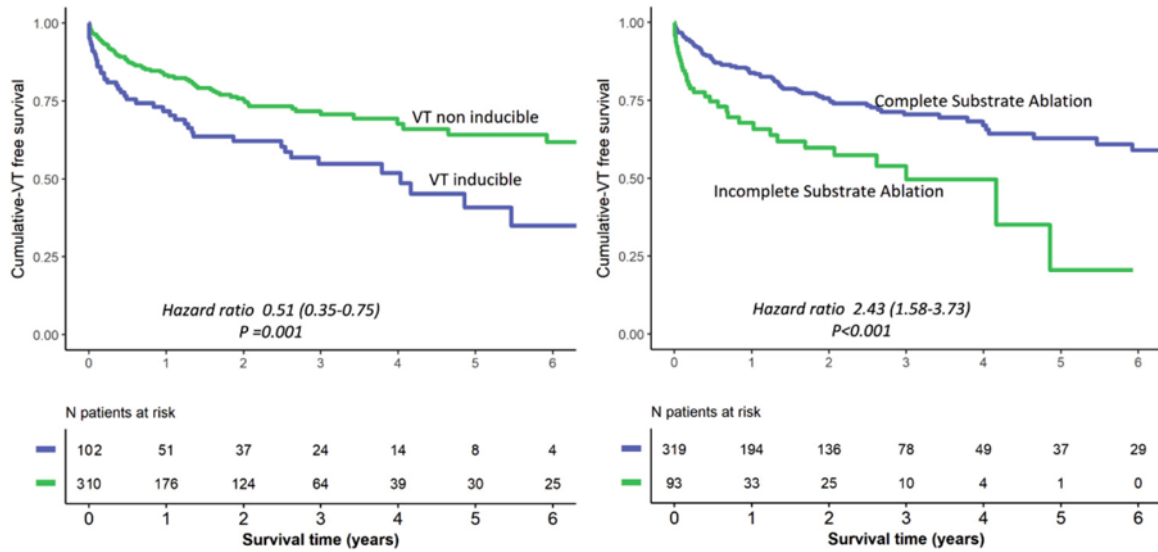 Cumulative-VT free survival
1.00
0.75
0.50
0.25
0.00
VT non inducible
VT inducible
Hazard ratio 0.51 (0.35-0.75)
P =0.001
0 1 2 3 4 5 6
N patients at risk
102 51 37 24 14 8 4
310 176 124 64 39 30 25
0 1 2 3 4 5 6
Survival time (years)
Cumulative-VT free survival
1.00
0.75
0.50
0.25
0.00
Complete Substrate Ablation
Incomplete Substrate Ablation
Hazard ratio 2.43 (1.58-3.73)
P<0.001
0 1 2 3 4 5 6
N patients at risk
319 194 136 78 49 37 29
93 33 25 10 4 1 0
0 1 2 3 4 5 6
Survival time (years)